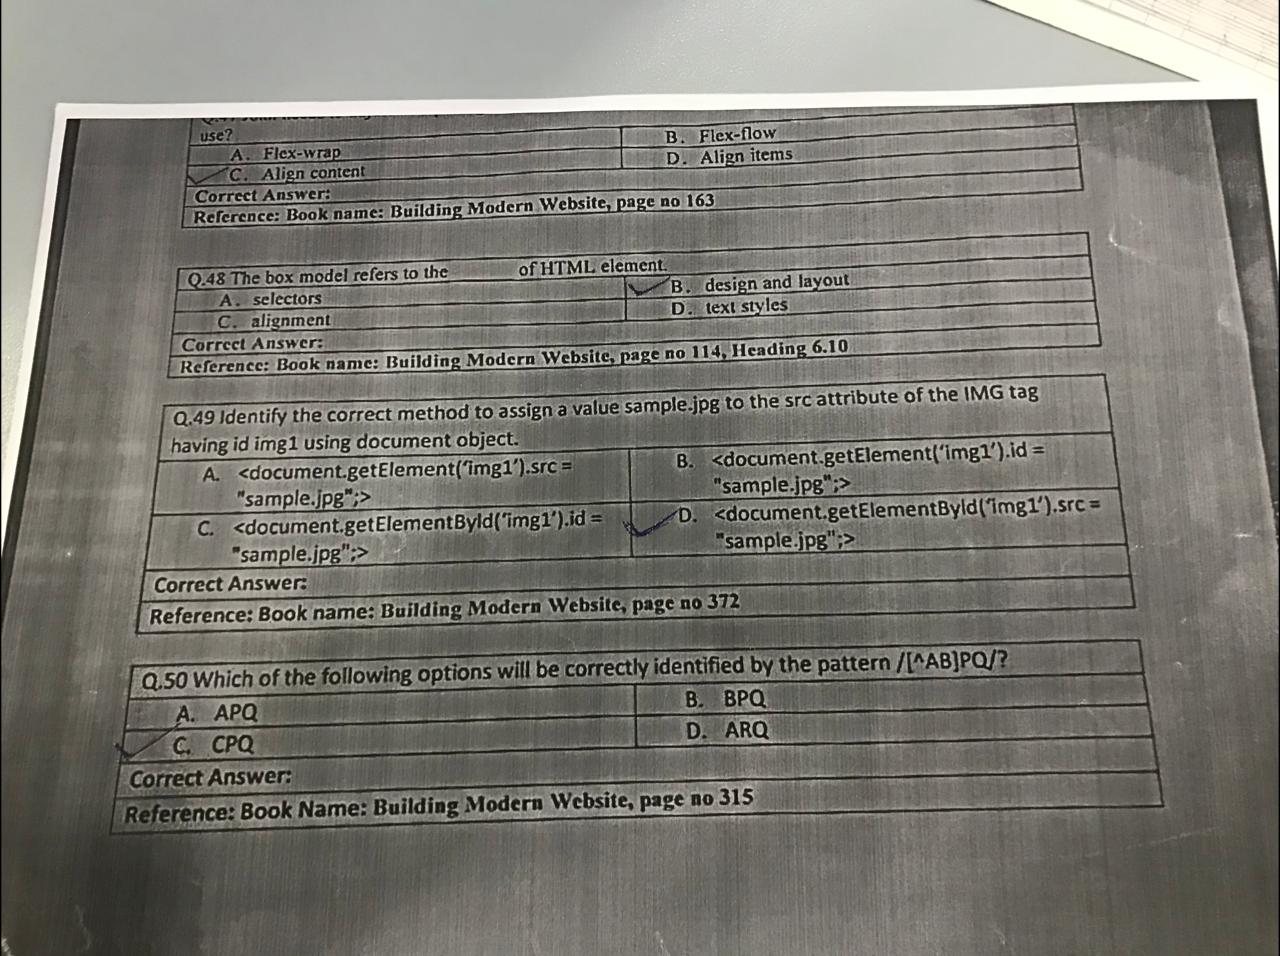 use?
A. Flex-wrap
B. Flex-flow
C. Align content
D. Align items
Correct Answer:
Reference: Book name: Building Modern Website, page no 163
Q.48 The box model refers to the of HTML element.
A. selectors
B. design and layout
C. alignment
D. text styles
Correct Answer:
Reference: Book name: Building Modern Website, page no 114, Heading 6.10
Q.49 Identify the correct method to assign a value sample.jpg to the src attribute of the IMG tag
having id img1 using document object.
A. <document.getElement('img1').src =
"sample.jpg";>
B. <document.getElement('img1').id =
"sample.jpg";>
C. <document.getElementById('img1').id =
"sample.jpg";>
D. <document.getElementById('img1').src =
"sample.jpg";>
Correct Answer:
Reference: Book name: Building Modern Website, page no 372
Q.50 Which of the following options will be correctly identified by the pattern /[^AB]PQ/?
A. APQ
B. BPQ
C. CPQ
D. ARQ
Correct Answer:
Reference: Book Name: Building Modern Website, page no 315